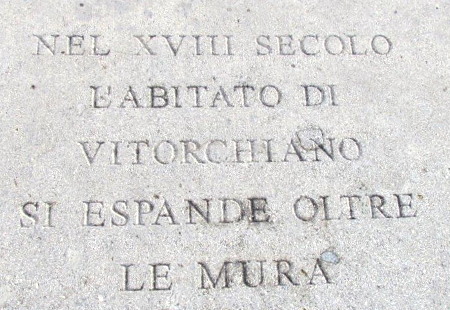 NEL XVIII SECOLO
L'ABITATO DI
VITORCHIANO
SI ESPANDE OLTRE
LE MURA